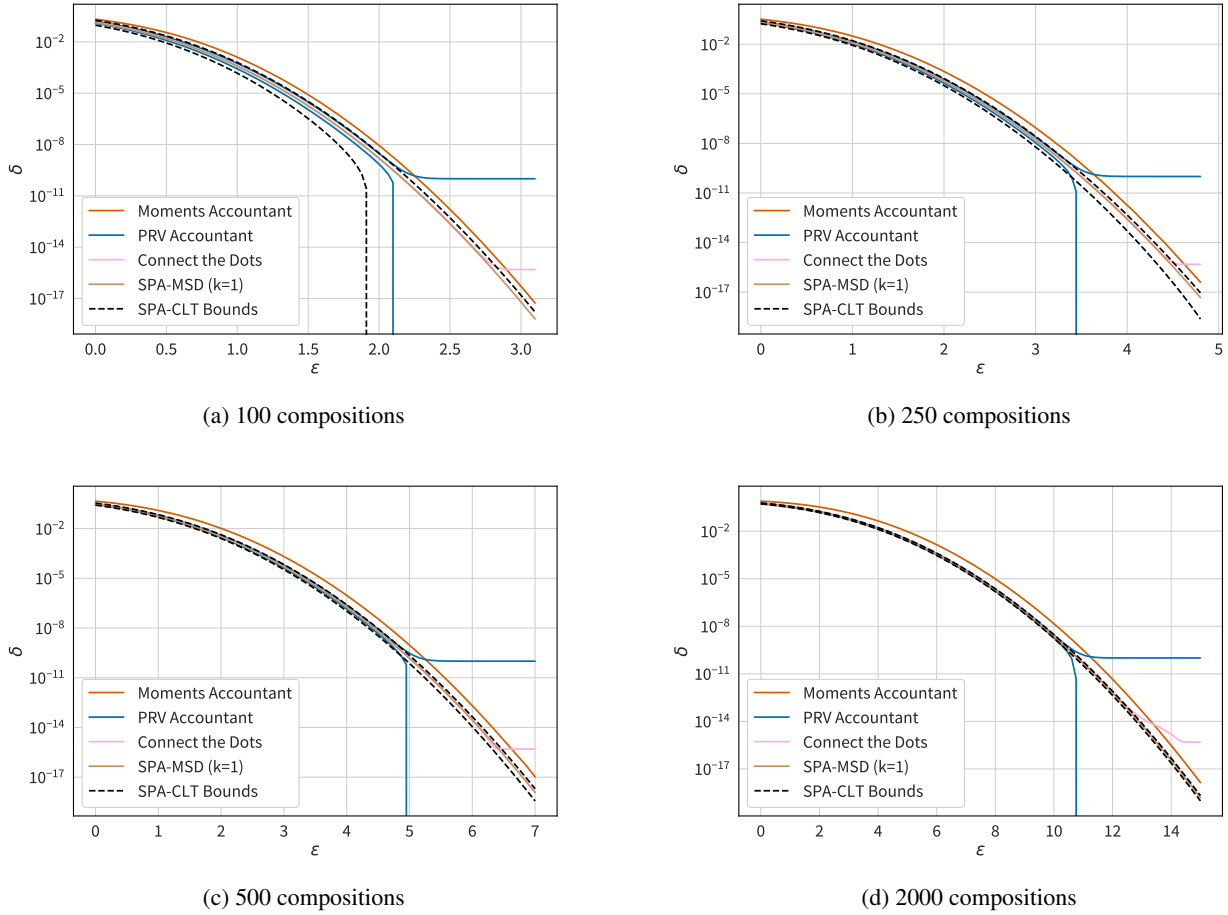 10⁻²
10⁻⁵
10⁻⁸
10⁻¹¹
10⁻¹⁴
10⁻¹⁷
δ
Moments Accountant
PRV Accountant
Connect the Dots
SPA-MSD (k=1)
SPA-CLT Bounds
0.0 0.5 1.0 1.5 2.0 2.5 3.0
ε
(a) 100 compositions
10⁻²
10⁻⁵
10⁻⁸
10⁻¹¹
10⁻¹⁴
10⁻¹⁷
δ
Moments Accountant
PRV Accountant
Connect the Dots
SPA-MSD (k=1)
SPA-CLT Bounds
0 1 2 3 4 5
ε
(b) 250 compositions
10⁻²
10⁻⁵
10⁻⁸
10⁻¹¹
10⁻¹⁴
10⁻¹⁷
δ
Moments Accountant
PRV Accountant
Connect the Dots
SPA-MSD (k=1)
SPA-CLT Bounds
0 1 2 3 4 5 6 7
ε
(c) 500 compositions
10⁻²
10⁻⁵
10⁻⁸
10⁻¹¹
10⁻¹⁴
10⁻¹⁷
δ
Moments Accountant
PRV Accountant
Connect the Dots
SPA-MSD (k=1)
SPA-CLT Bounds
0 2 4 6 8 10 12 14
ε
(d) 2000 compositions